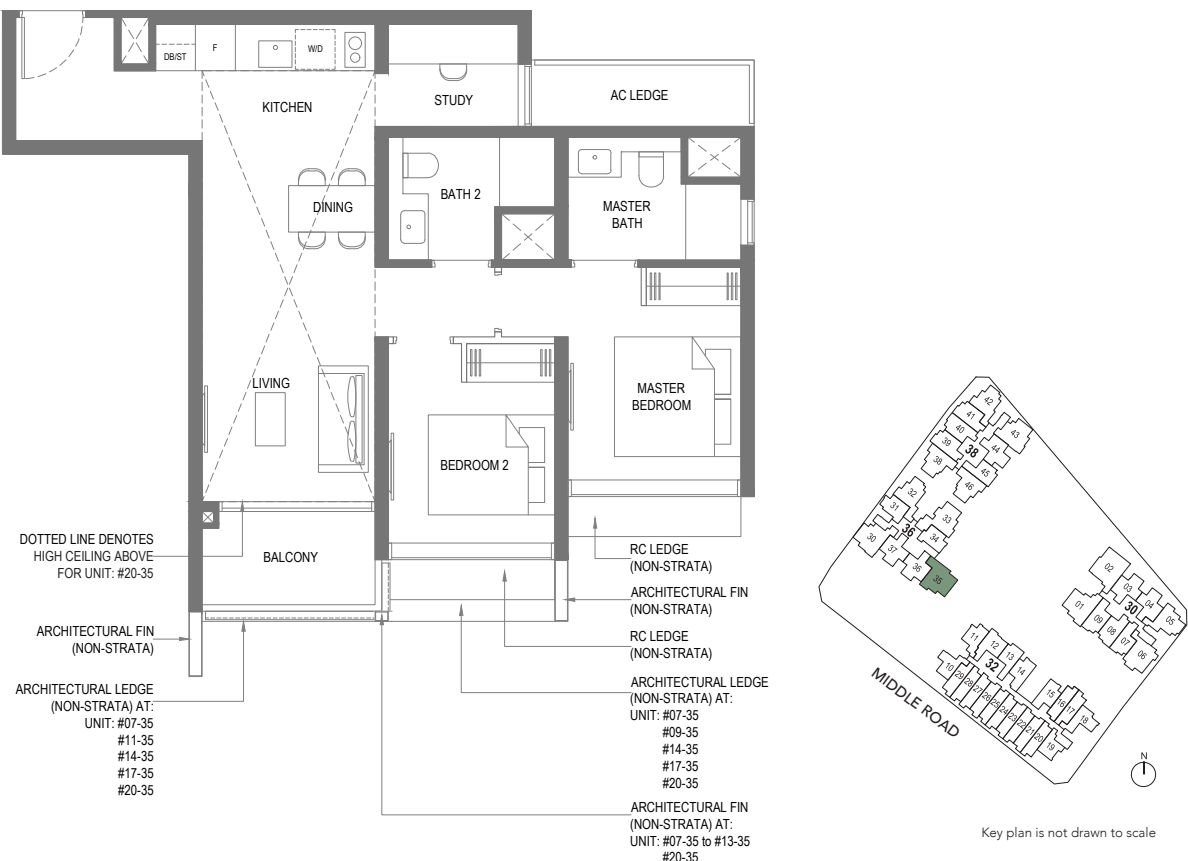 DB/ST
F
W/D
KITCHEN
STUDY
AC LEDGE
DINING
BATH 2
MASTER
BATH
LIVING
MASTER
BEDROOM
BEDROOM 2
BALCONY
DOTTED LINE DENOTES
HIGH CEILING ABOVE
FOR UNIT: #20-35
ARCHITECTURAL FIN
(NON-STRATA)
ARCHITECTURAL LEDGE
(NON-STRATA) AT:
UNIT: #07-35
#11-35
#14-35
#17-35
#20-35
RC LEDGE
(NON-STRATA)
ARCHITECTURAL FIN
(NON-STRATA)
RC LEDGE
(NON-STRATA)
ARCHITECTURAL LEDGE
(NON-STRATA) AT:
UNIT: #07-35
#09-35
#14-35
#17-35
#20-35
ARCHITECTURAL FIN
(NON-STRATA) AT:
UNIT: #07-35 to #13-35
#20-35
42
41
40
43
39
38
44
38
45
46
32
31
33
36
30
34
37
36
35
02
03
04
30
05
01
09
08
07
06
11
12
13
32
14
10
29
28
27
26
25
24
23
22
21
20
19
15
16
17
18
MIDDLE ROAD
N
Key plan is not drawn to scale